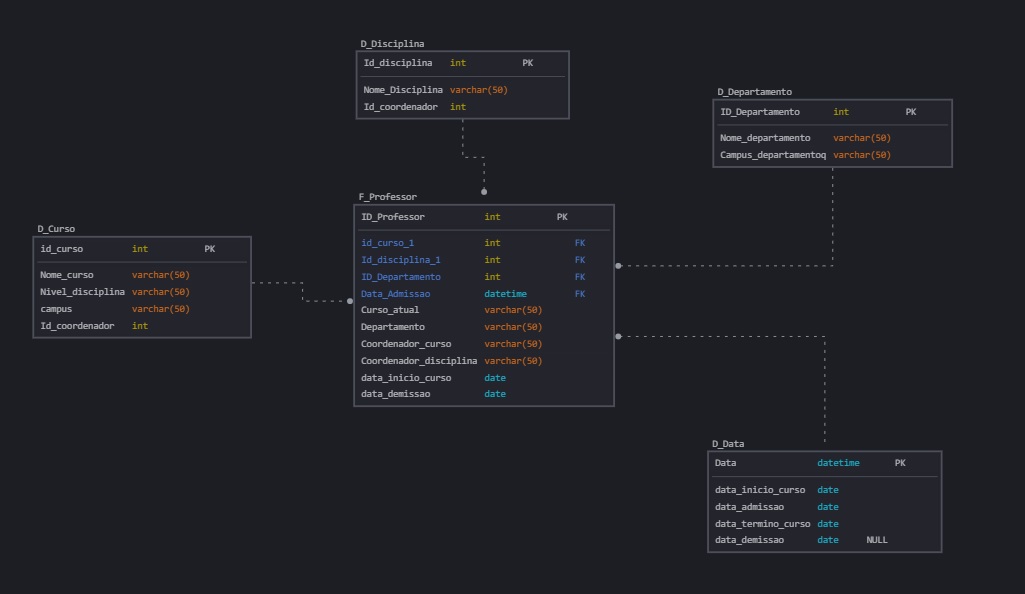 D_Disciplina
Id_disciplina int PK
Nome_Disciplina varchar(50)
Id_coordenador int
D_Departamento
ID_Departamento int PK
Nome_departamento varchar(50)
Campus_departamentoq varchar(50)
F_Professor
ID_Professor int PK
id_curso_1 int FK
Id_disciplina_1 int FK
ID_Departamento int FK
Data_Admissao datetime FK
Curso_atual varchar(50)
Departamento varchar(50)
Coordenador_curso varchar(50)
Coordenador_disciplina varchar(50)
data_inicio_curso date
data_demissao date
D_Curso
id_curso int PK
Nome_curso varchar(50)
Nivel_disciplina varchar(50)
campus varchar(50)
Id_coordenador int
D_Data
Data datetime PK
data_inicio_curso date
data_admissao date
data_termino_curso date
data_demissao date NULL